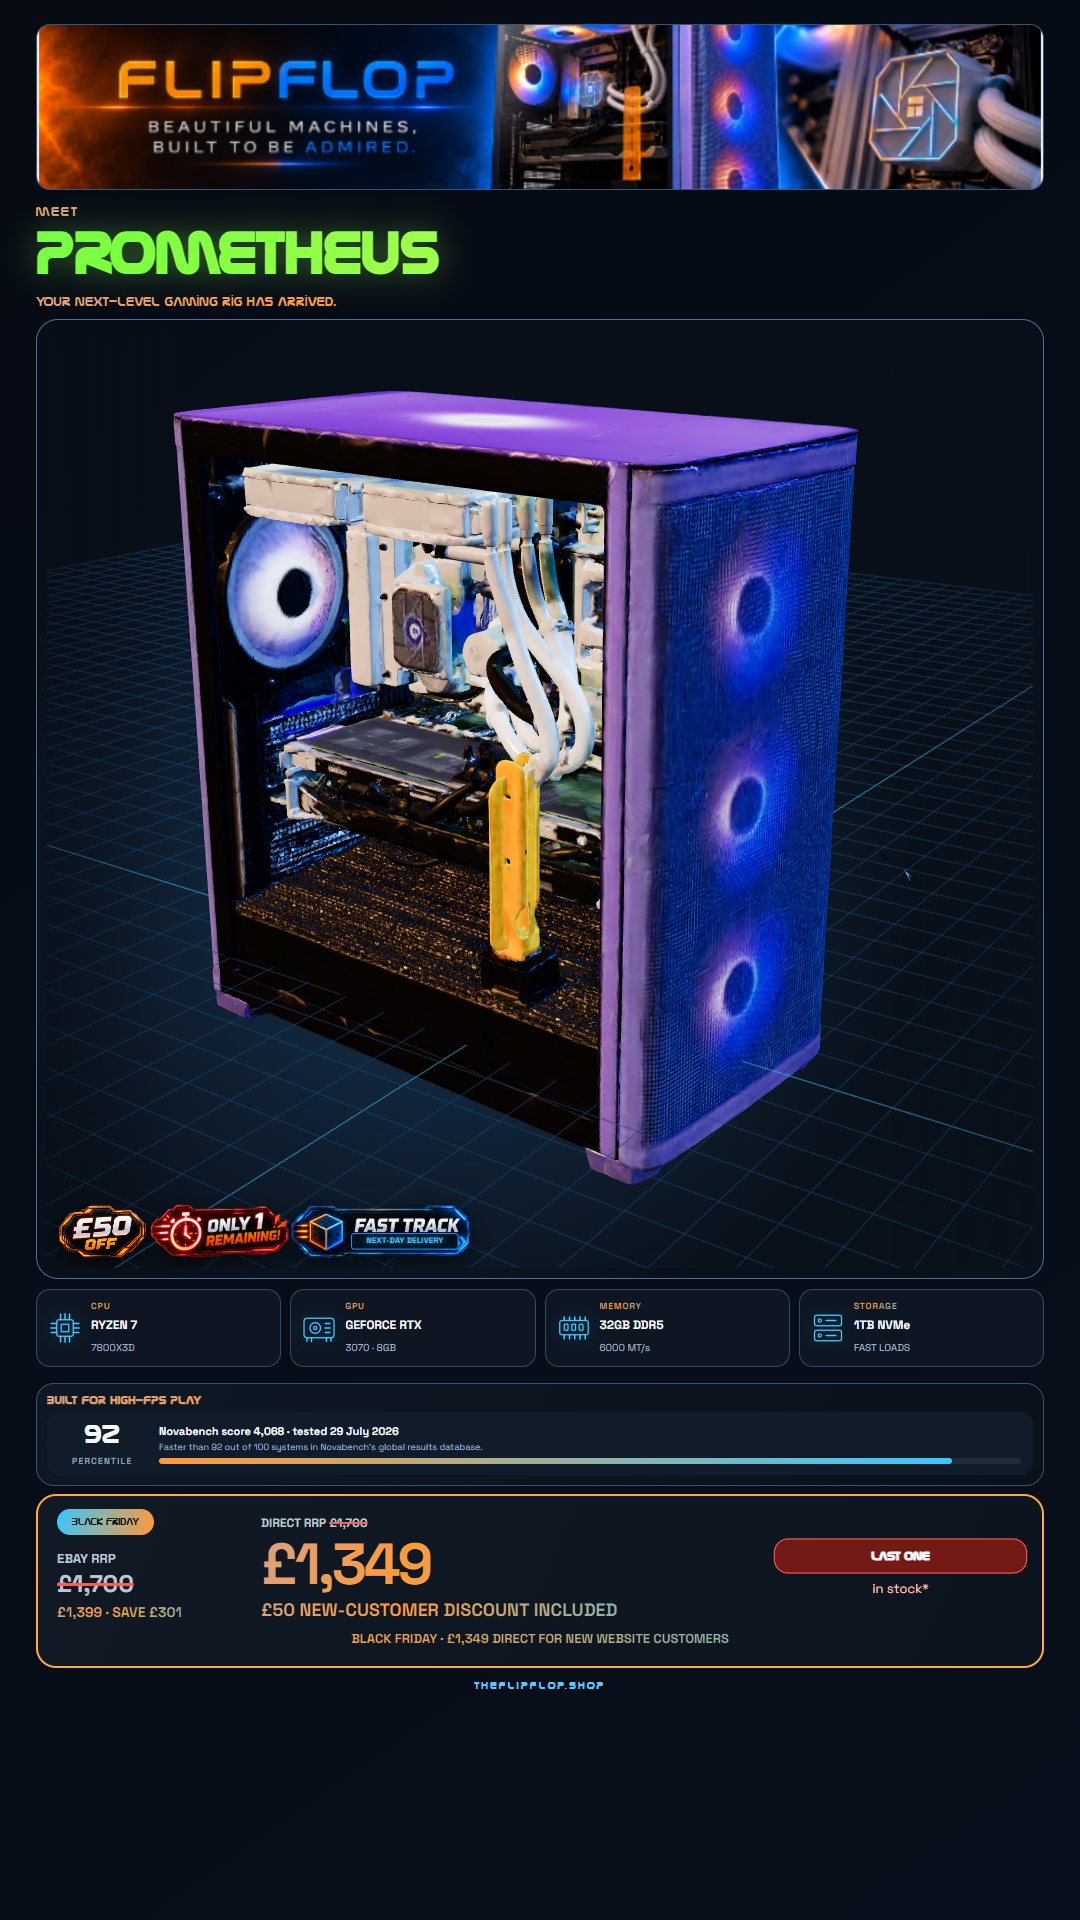 FLIPFLOP
BEAUTIFUL MACHINES,
BUILT TO BE ADMIRED.
MEET
PROMETHEUS
YOUR NEXT-LEVEL GAMING RIG HAS ARRIVED.
£50
OFF
ONLY 1
REMAINING!
FAST TRACK
NEXT-DAY DELIVERY
CPU
RYZEN 7
7800X3D
GPU
GEFORCE RTX
3070 · 8GB
MEMORY
32GB DDR5
6000 MT/s
STORAGE
1TB NVMe
FAST LOADS
BUILT FOR HIGH-FPS PLAY
92
PERCENTILE
Novabench score 4,068 · tested 29 July 2026
Faster than 92 out of 100 systems in Novabench's global results database.
BLACK FRIDAY
EBAY RRP
£1,700
£1,399 · SAVE £301
DIRECT RRP £1,700
£1,349
£50 NEW-CUSTOMER DISCOUNT INCLUDED
LAST ONE
in stock*
BLACK FRIDAY · £1,349 DIRECT FOR NEW WEBSITE CUSTOMERS
THEFLIPFLOP.SHOP